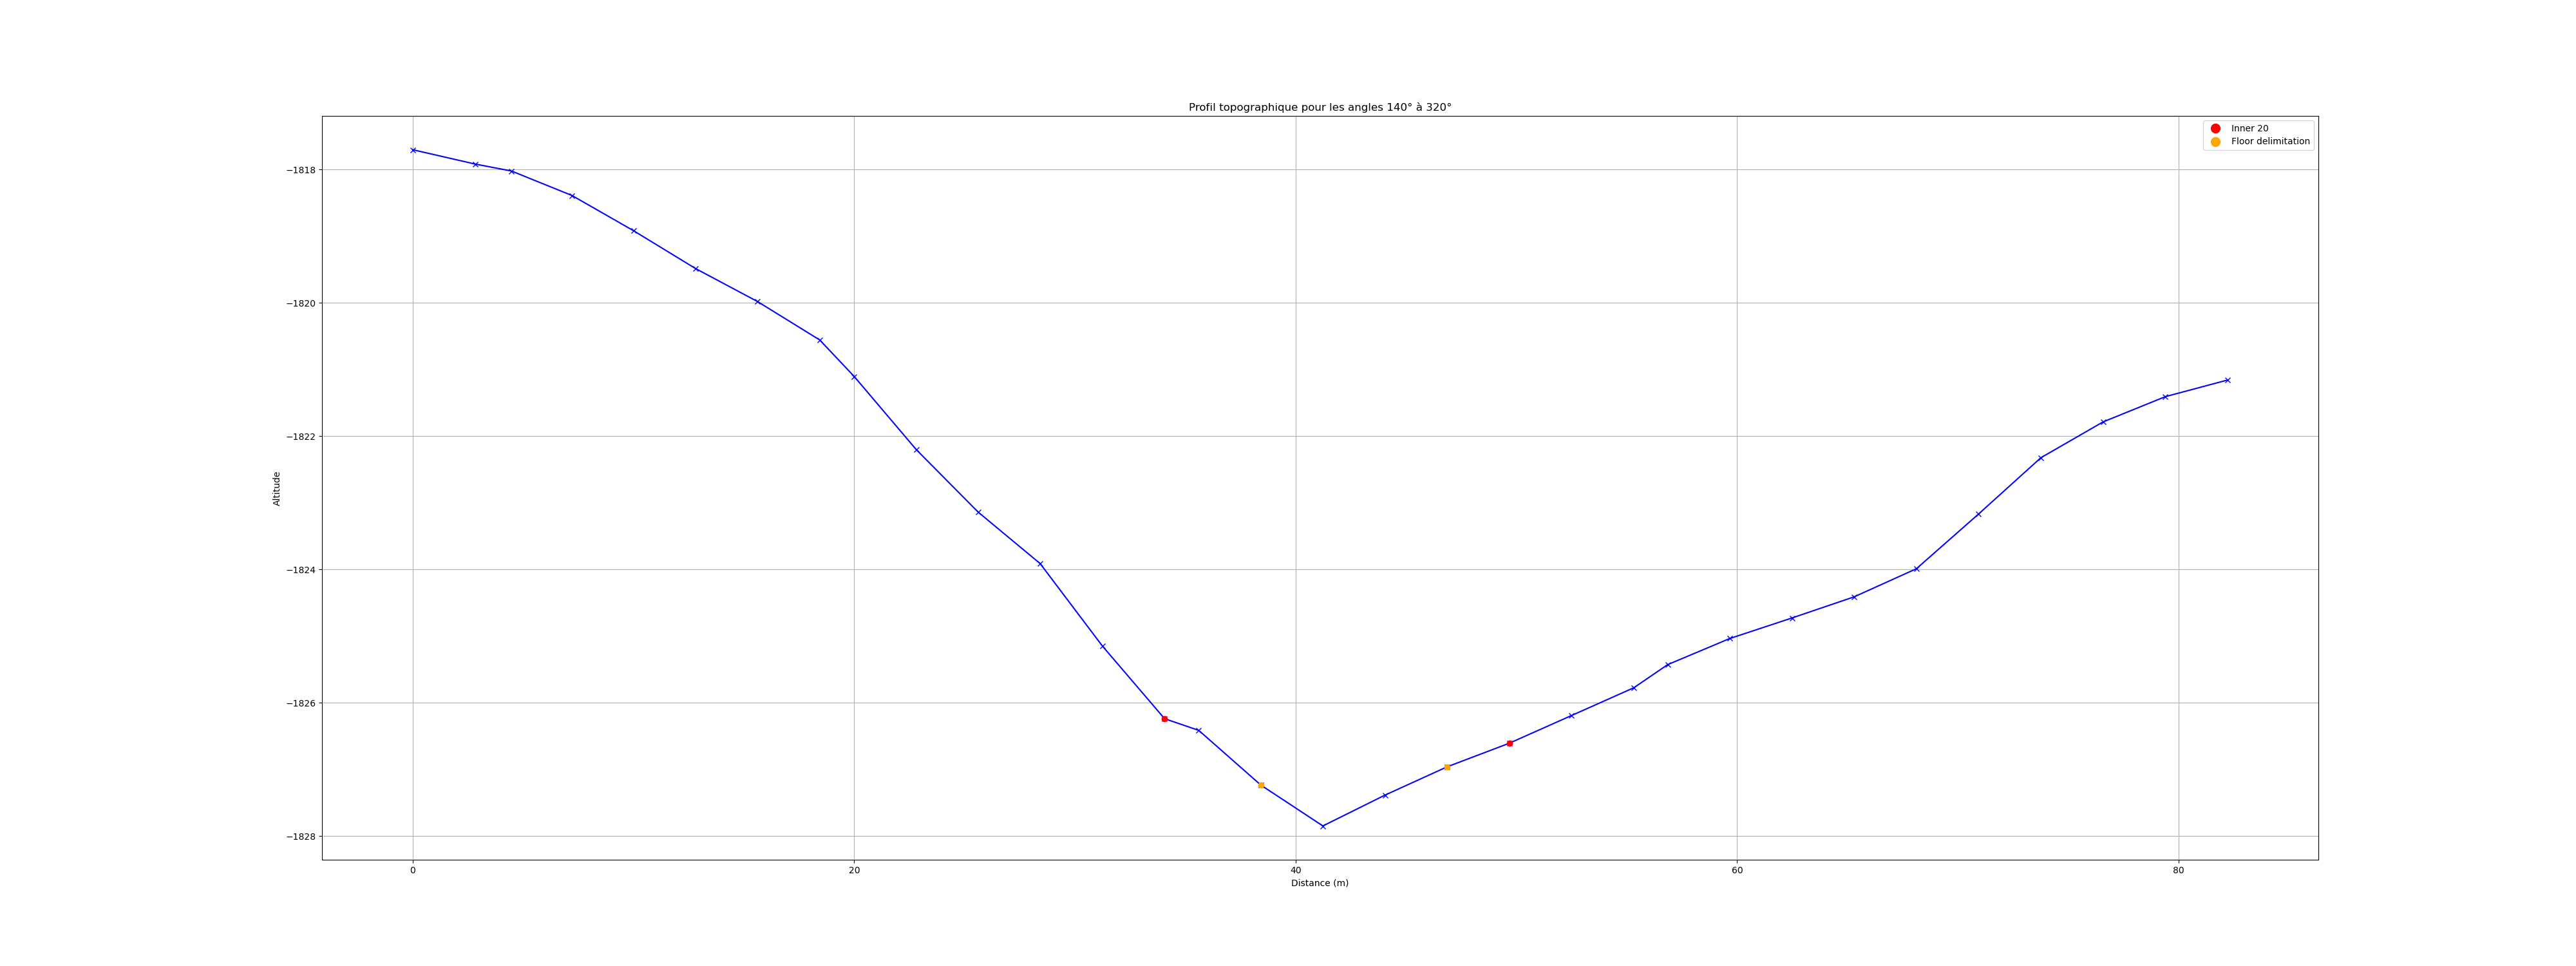 Profil topographique pour les angles 140° à 320°
Inner 20
Floor delimitation
−1818
−1820
−1822
−1824
−1826
−1828
Altitude
0 20 40 60 80
Distance (m)